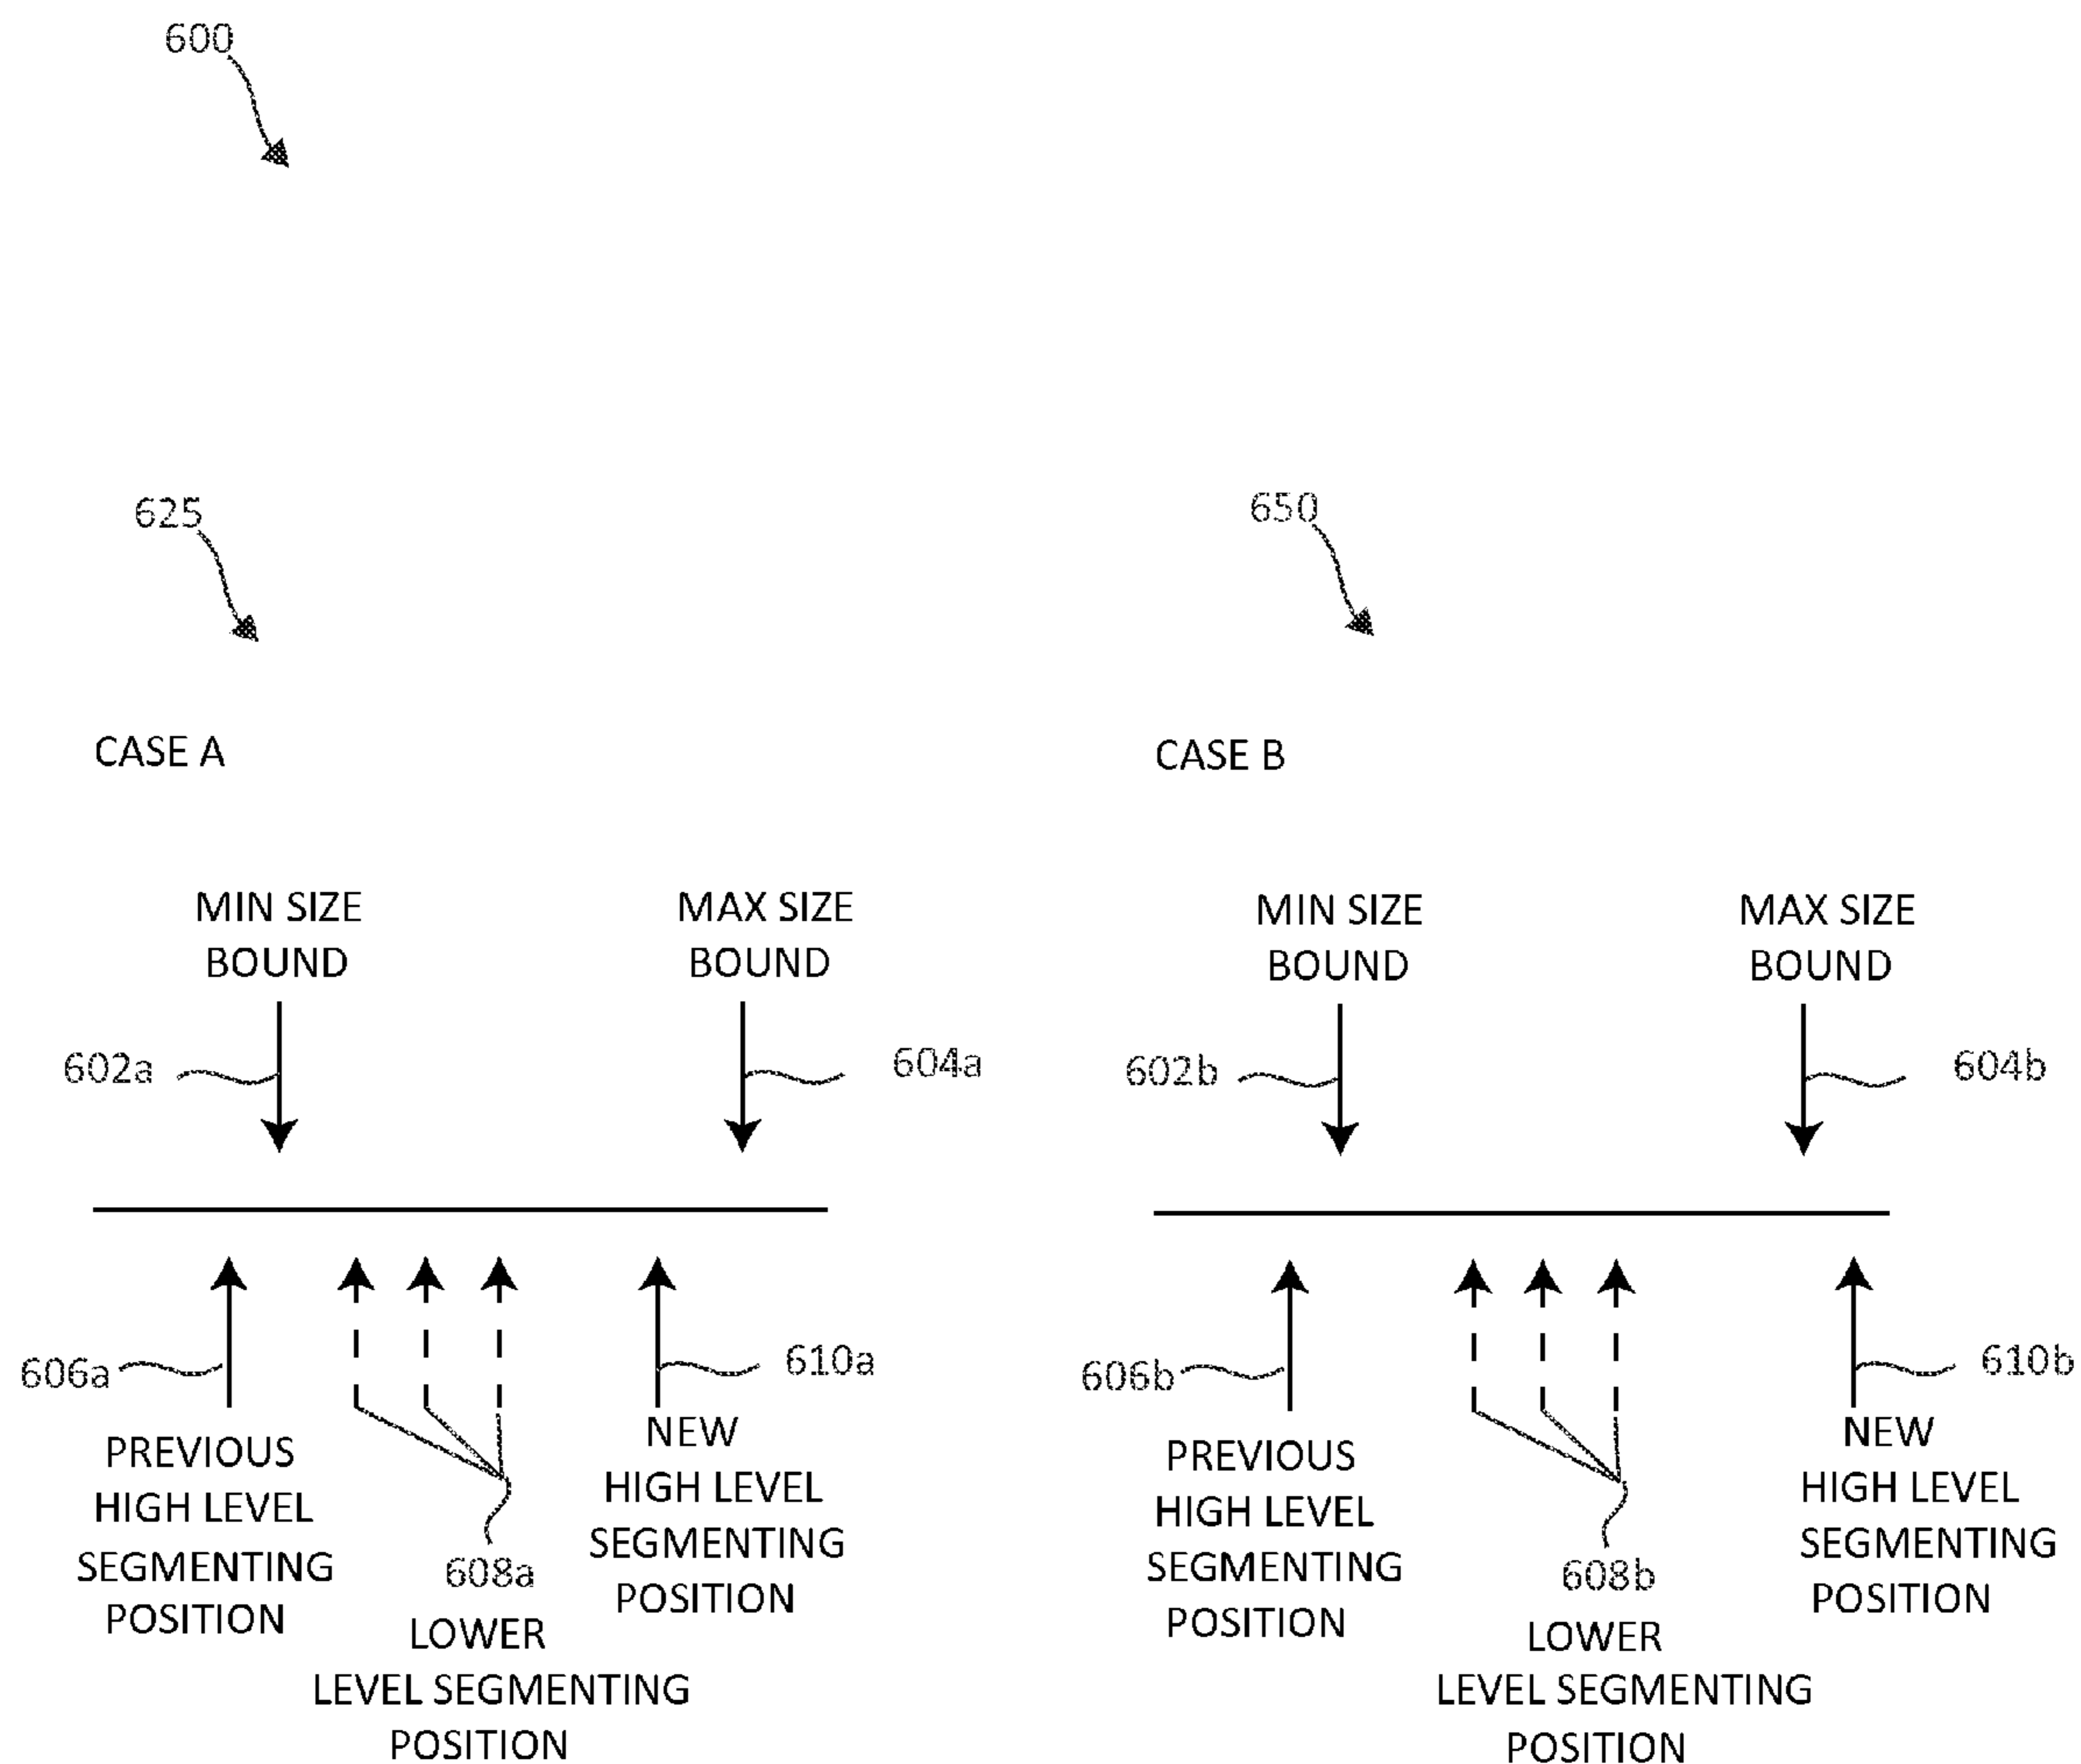 600
625
650
CASE A
CASE B
MIN SIZE
BOUND
MAX SIZE
BOUND
MIN SIZE
BOUND
MAX SIZE
BOUND
602a
604a
602b
604b
606a
610a
606b
610b
PREVIOUS
HIGH LEVEL
SEGMENTING
POSITION
608a
LOWER
LEVEL SEGMENTING
POSITION
NEW
HIGH LEVEL
SEGMENTING
POSITION
PREVIOUS
HIGH LEVEL
SEGMENTING
POSITION
608b
LOWER
LEVEL SEGMENTING
POSITION
NEW
HIGH LEVEL
SEGMENTING
POSITION